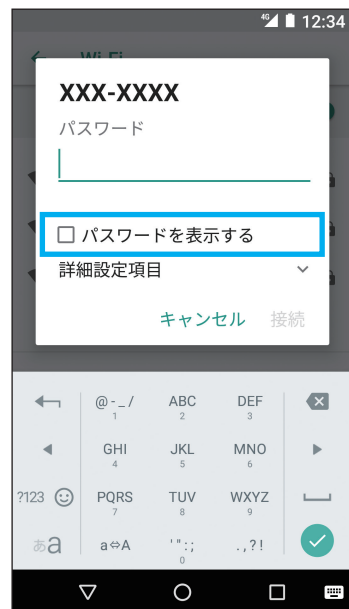 4G 12:34
Wi-Fi
XXX-XXXX
パスワード
パスワードを表示する
詳細設定項目
キャンセル 接続
@-_/ ABC DEF
1 2 3
GHI JKL MNO
4 5 6
?123 PQRS TUV WXYZ
7 8 9
あa a⇔A '":; .,?!
0